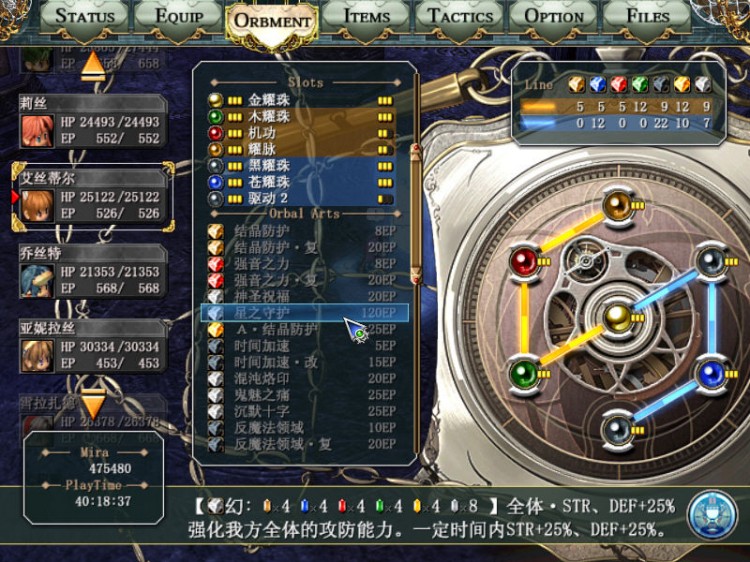 STATUS
EQUIP
ORBMENT
ITEMS
TACTICS
OPTION
FILES
EP 658/ 658
莉丝
HP 24493/24493
EP 552/ 552
艾丝蒂尔
HP 25122/25122
EP 526/ 526
乔丝特
HP 21353/21353
EP 568/ 568
亚妮拉丝
HP 30334/30334
EP 453/ 453
HP 26378/26378
Mira
475480
PlayTime
40:18:37
Slots
金耀珠
木耀珠
机功
耀脉
黑耀珠
苍耀珠
驱动 2
Orbal Arts
结晶防护 8EP
结晶防护·复 20EP
强音之力 8EP
强音之力·复 20EP
神圣祝福 20EP
星之守护 120EP
A·结晶防护 25EP
时间加速 5EP
时间加速·改 15EP
混沌烙印 20EP
鬼魅之痛 25EP
沉默十字 25EP
反魔法领域 10EP
反魔法领域·复 20EP
Line
5 5 5 12 9 12 9
0 12 0 0 22 10 7
【幻: ×4 ×4 ×4 ×4 ×4 ×8 】全体·STR、DEF+25%
强化我方全体的攻防能力。一定时间内STR+25%、DEF+25%。